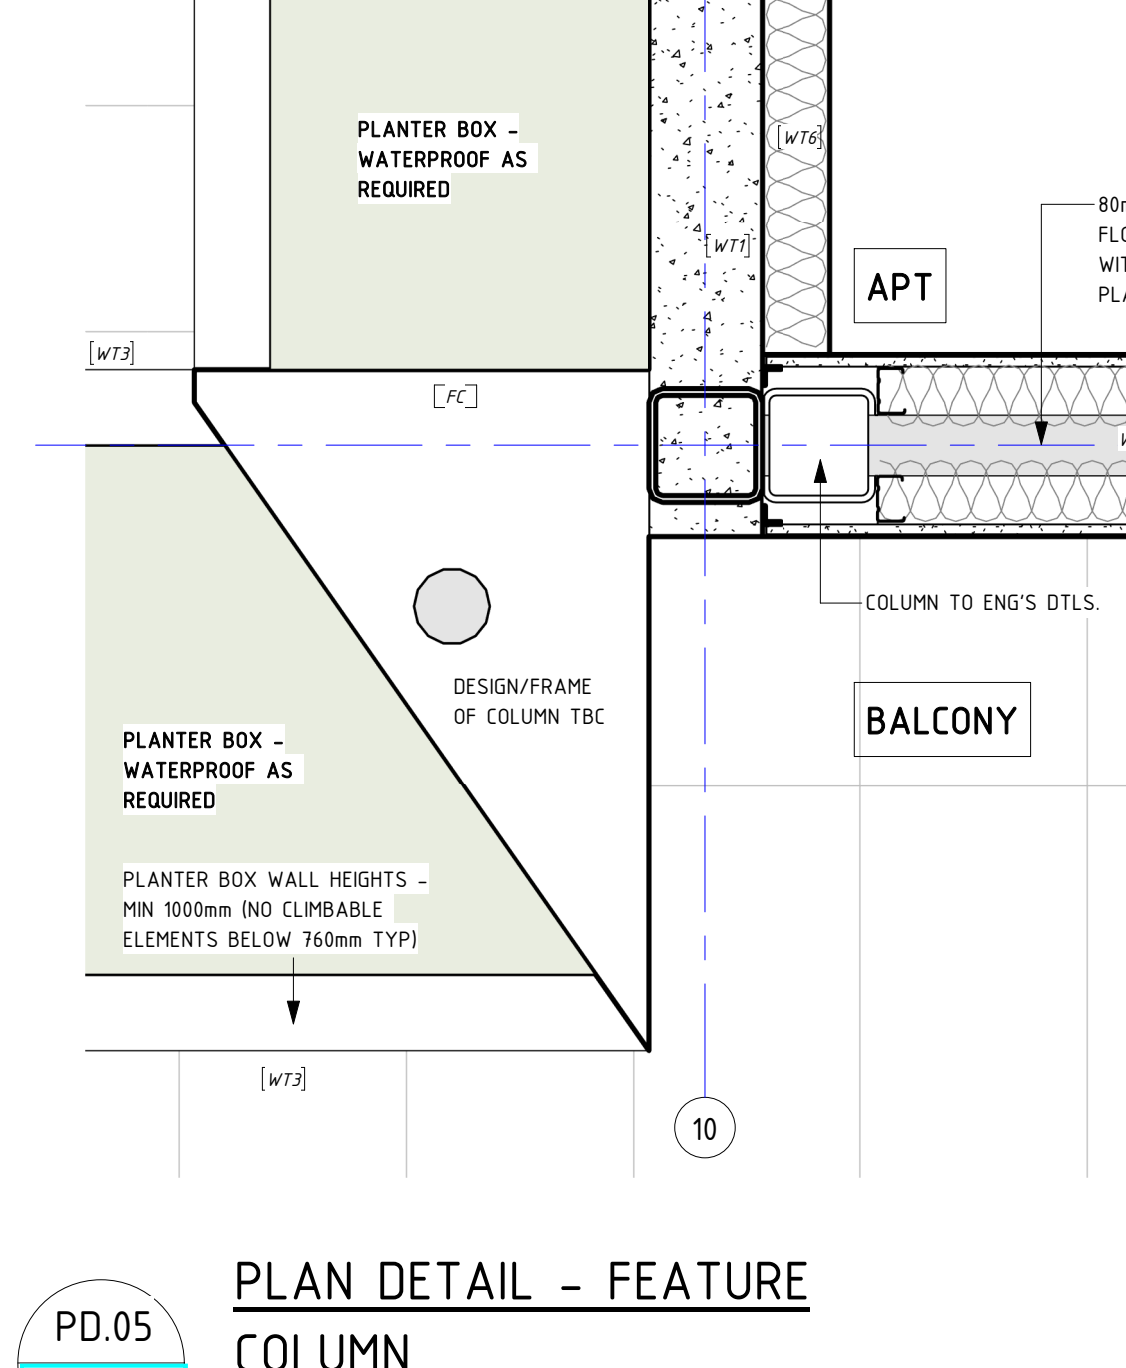 PLANTER BOX -
WATERPROOF AS
REQUIRED
[WT6]
[WT1]
APT
[WT3]
[FC]
COLUMN TO ENG'S DTLS.
DESIGN/FRAME
OF COLUMN TBC
BALCONY
PLANTER BOX -
WATERPROOF AS
REQUIRED
PLANTER BOX WALL HEIGHTS -
MIN 1000mm (NO CLIMBABLE
ELEMENTS BELOW 760mm TYP)
[WT3]
10
PLAN DETAIL - FEATURE
COLUMN
PD.05